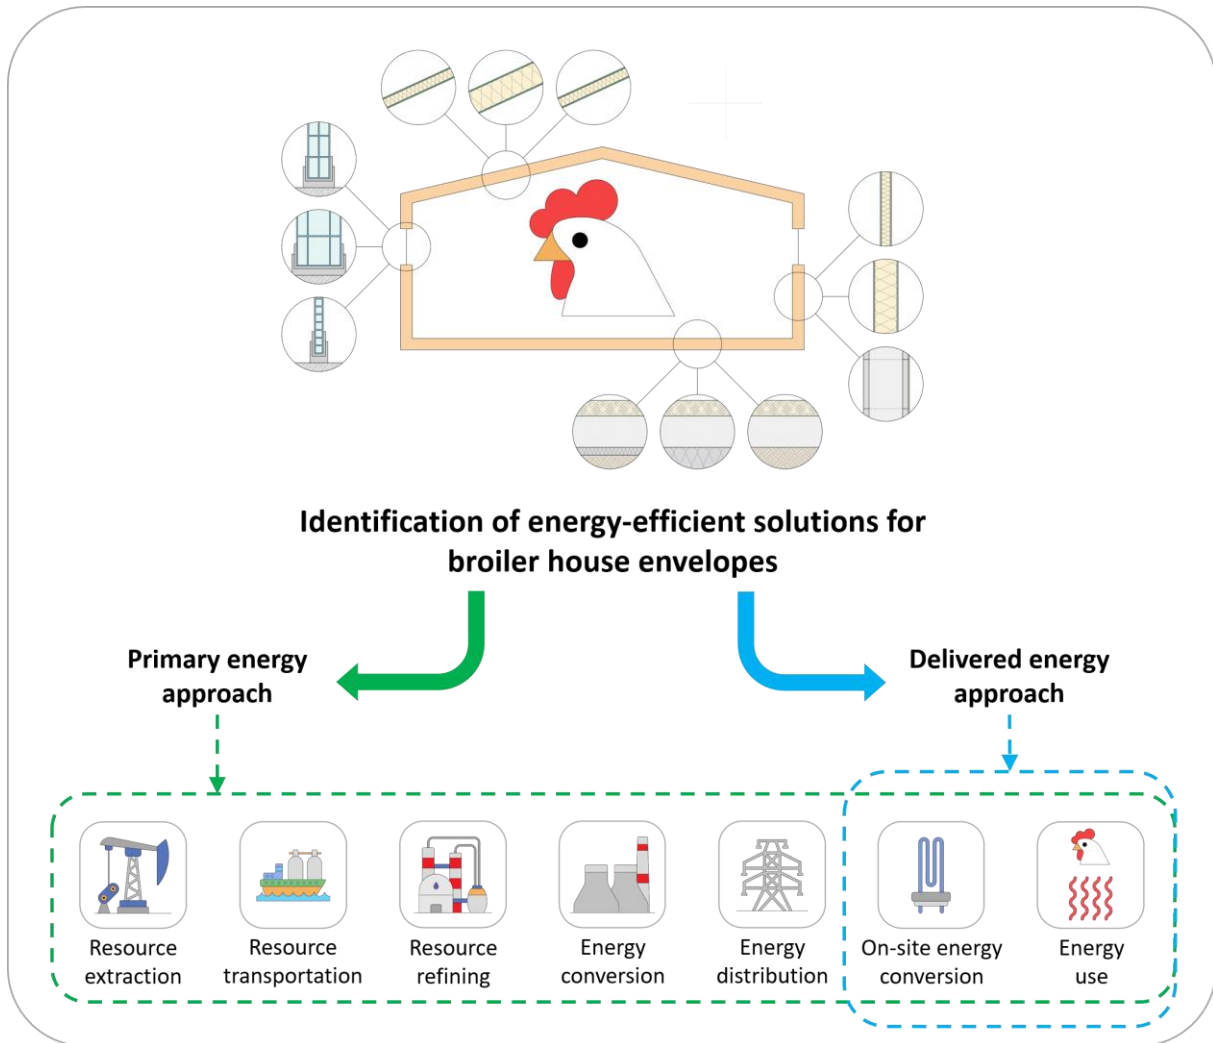 Identification of energy-efficient solutions for
broiler house envelopes
Primary energy
approach
Delivered energy
approach
Resource
extraction
Resource
transportation
Resource
refining
Energy
conversion
Energy
distribution
On-site energy
conversion
Energy
use